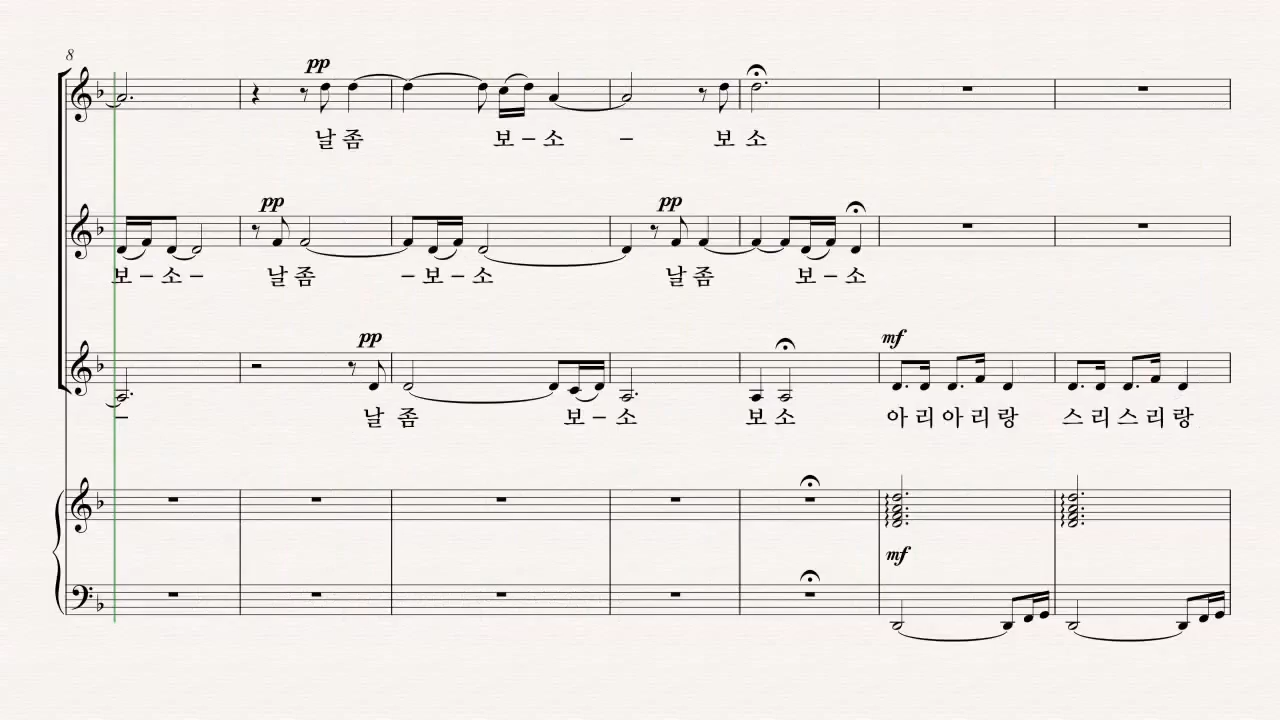 8
pp
날 좀 보 – 소 – 보 소
pp pp
보 – 소 – 날 좀 – 보 – 소 날 좀 보 – 소
pp mf
– 날 좀 보 – 소 보 소 아 리 아 리 랑 스 리 스 리 랑
mf